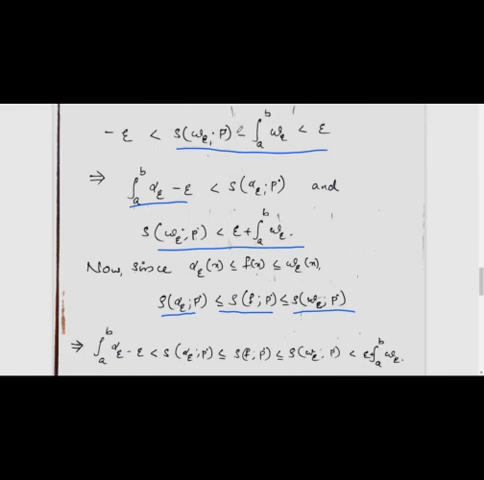 -ε < S(ω_ε; Ṗ) - ∫_a^b ω_ε < ε
⇒ ∫_a^b α_ε - ε < S(α_ε; Ṗ) and
S(ω_ε; Ṗ) < ε + ∫_a^b ω_ε.
Now, since α_ε(x) ≤ f(x) ≤ ω_ε(x),
S(α_ε; Ṗ) ≤ S(f; Ṗ) ≤ S(ω_ε; Ṗ)
⇒ ∫_a^b α_ε - ε < S(α_ε; Ṗ) ≤ S(f; Ṗ) ≤ S(ω_ε; Ṗ) < ε + ∫_a^b ω_ε.